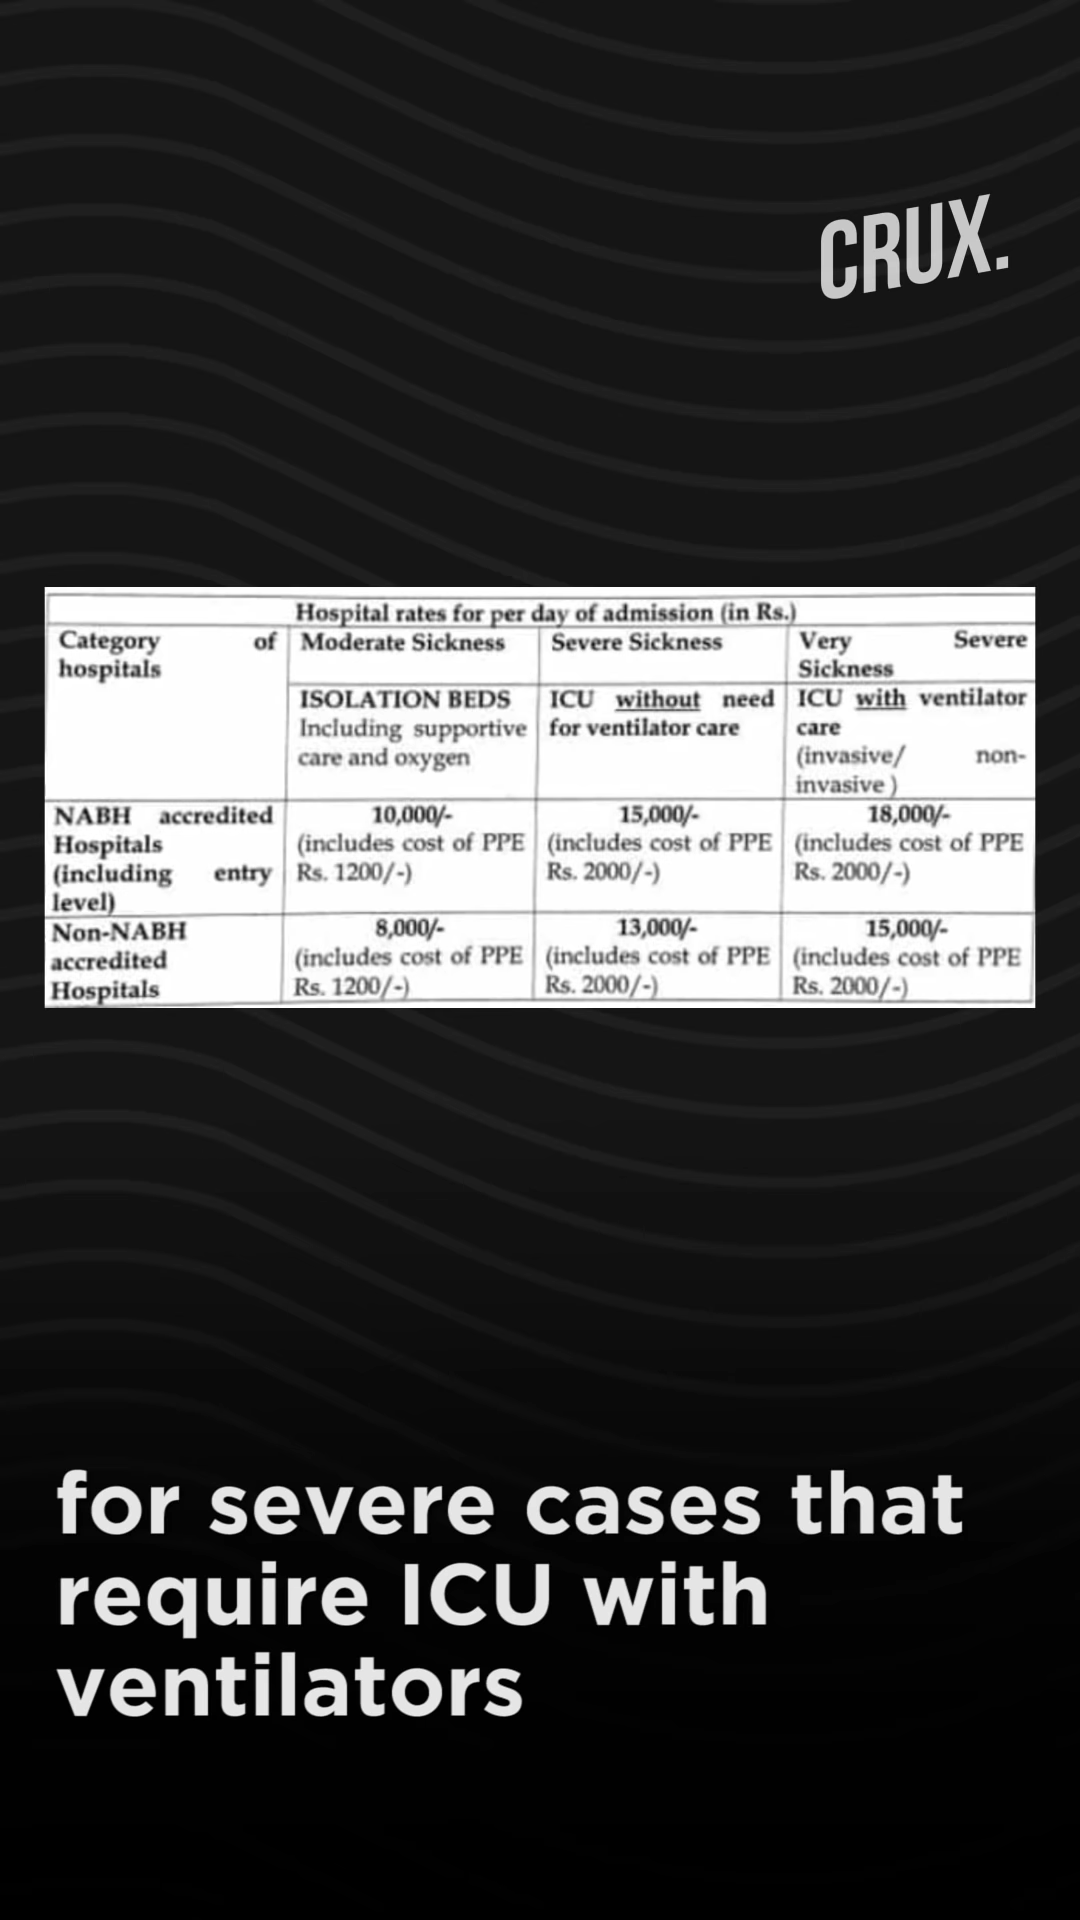 CRUX.
Hospital rates for per day of admission (in Rs.)
Category of
hospitals
Moderate Sickness
Severe Sickness
Very Severe
Sickness
ISOLATION BEDS
Including supportive
care and oxygen
ICU without need
for ventilator care
ICU with ventilator
care
(invasive/ non-
invasive )
NABH accredited
Hospitals
(including entry
level)
10,000/-
(includes cost of PPE
Rs. 1200/-)
15,000/-
(includes cost of PPE
Rs. 2000/-)
18,000/-
(includes cost of PPE
Rs. 2000/-)
Non-NABH
accredited
Hospitals
8,000/-
(includes cost of PPE
Rs. 1200/-)
13,000/-
(includes cost of PPE
Rs. 2000/-)
15,000/-
(includes cost of PPE
Rs. 2000/-)
for severe cases that
require ICU with
ventilators